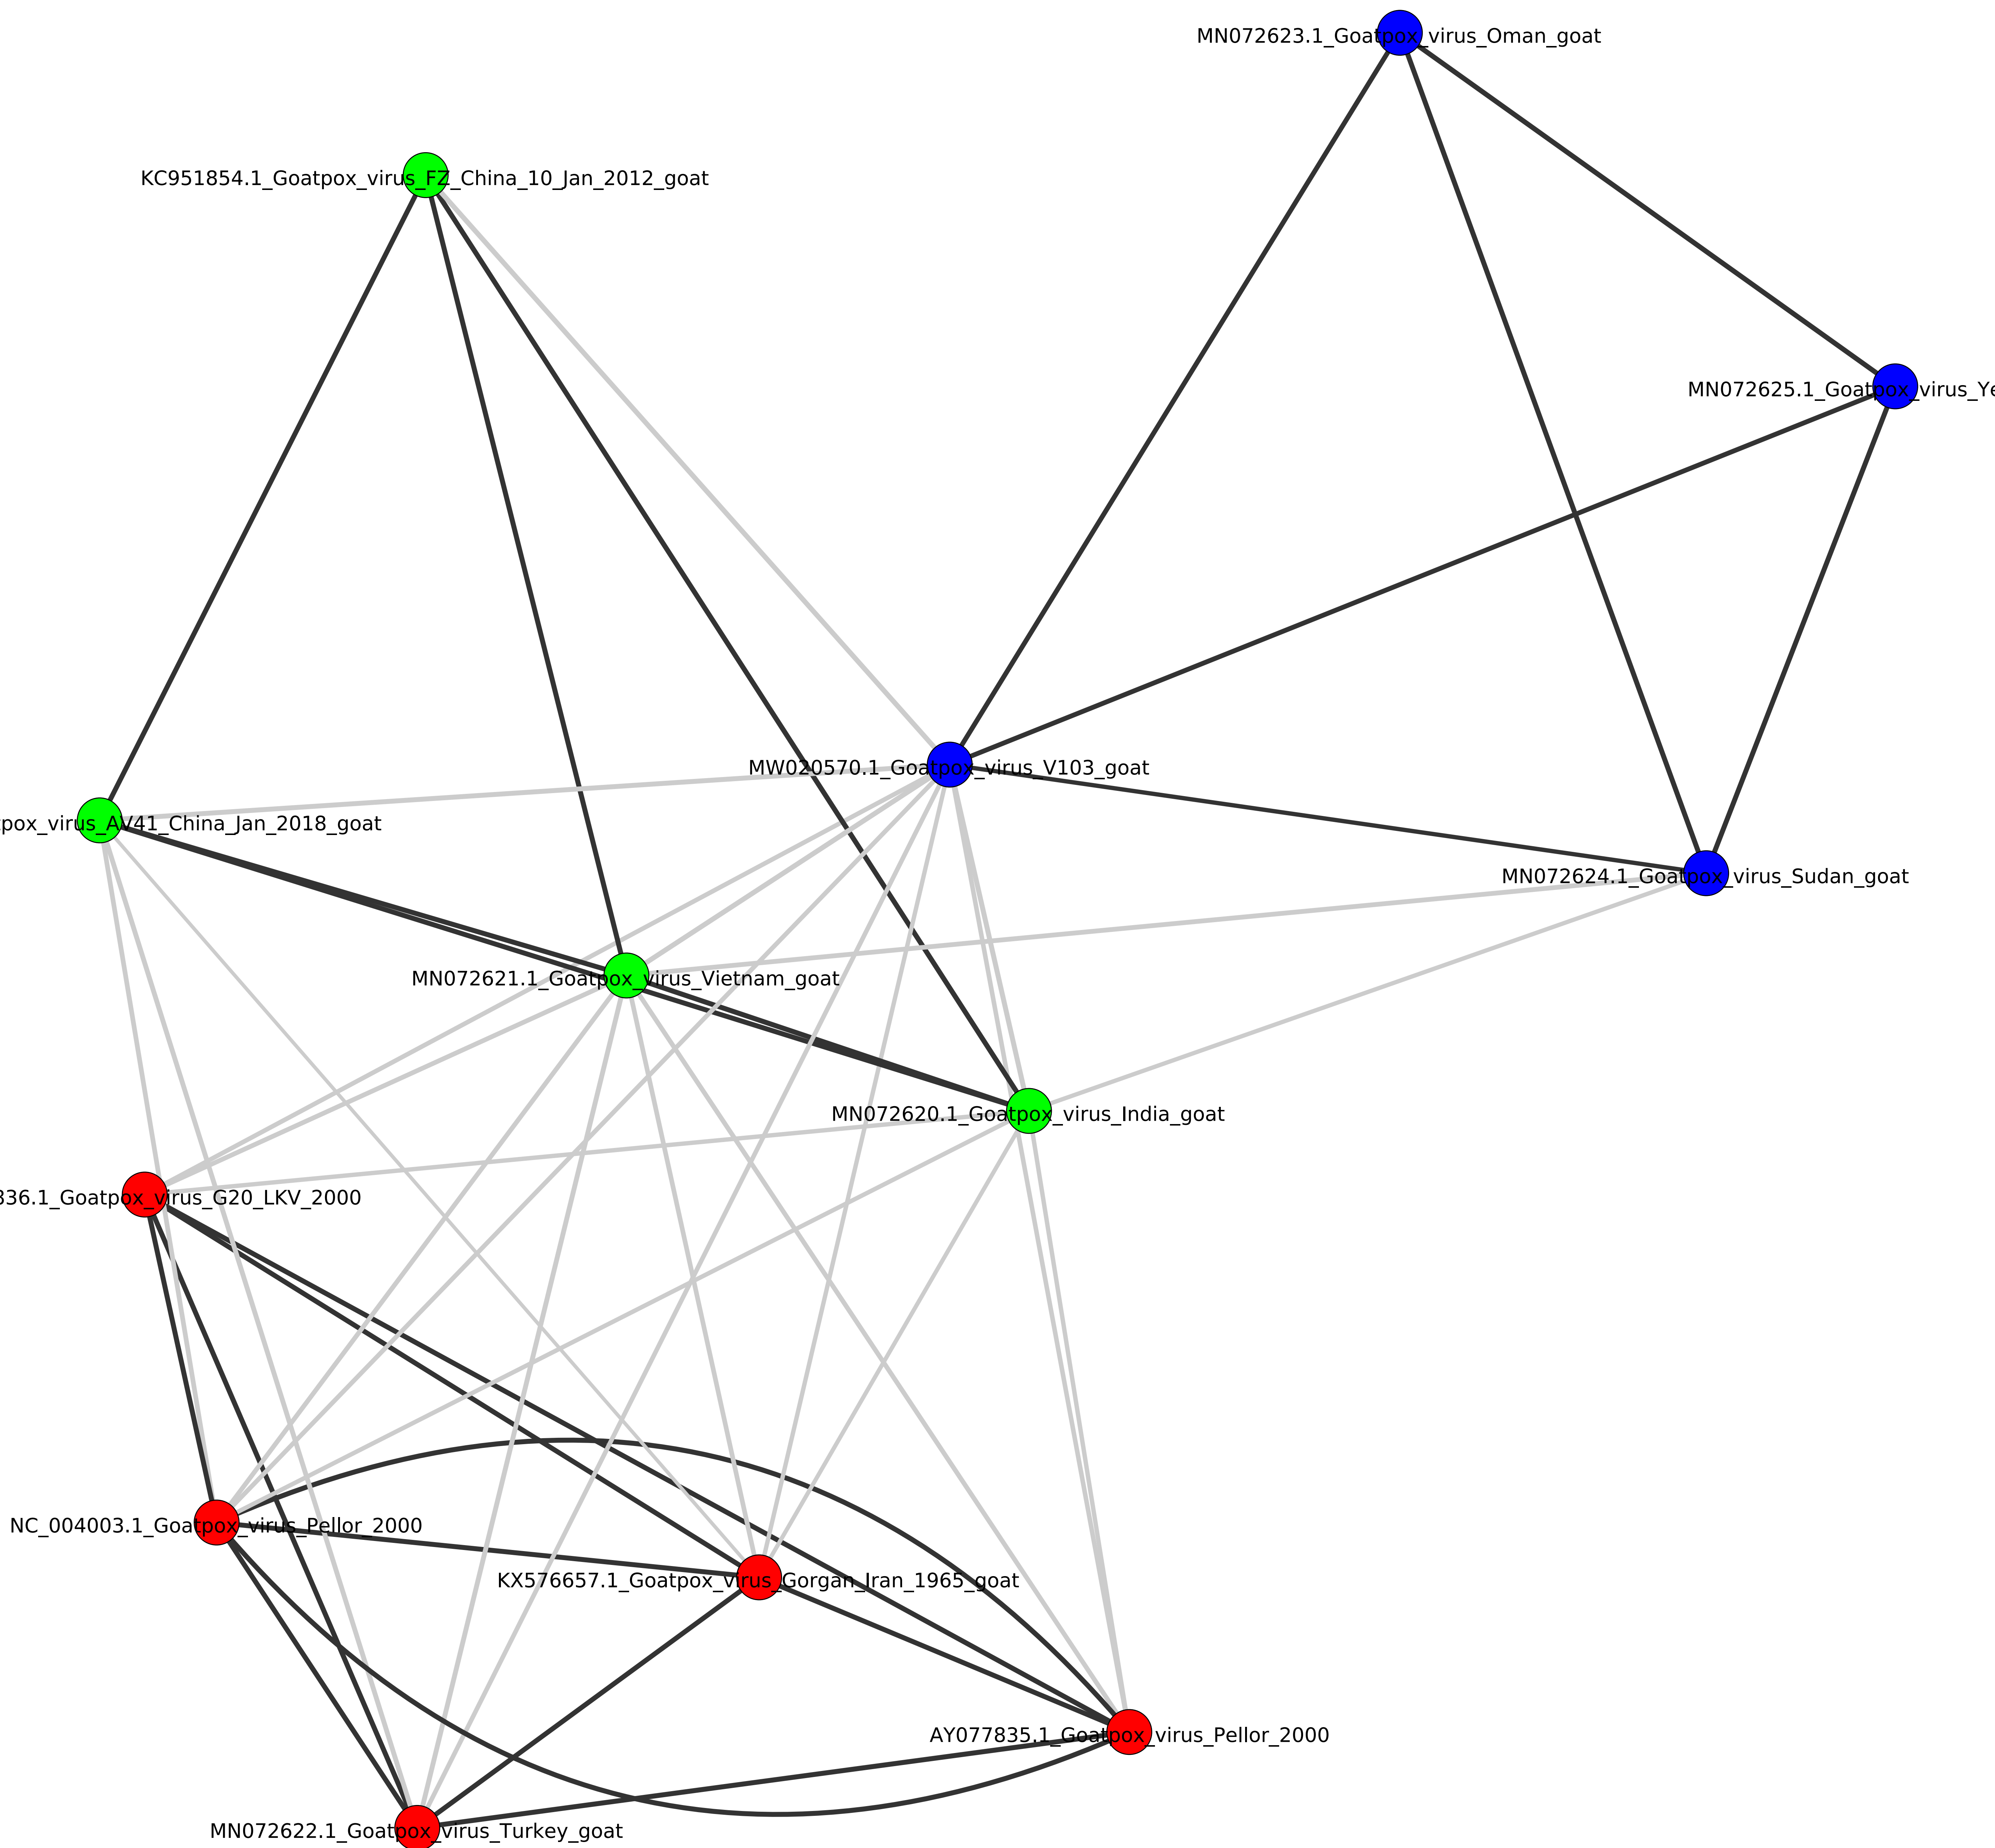 MN072623.1_Goatpox_virus_Oman_goat
KC951854.1_Goatpox_virus_FZ_China_10_Jan_2012_goat
MN072625.1_Goatpox_virus_Ye
MW020570.1_Goatpox_virus_V103_goat
pox_virus_AV41_China_Jan_2018_goat
MN072624.1_Goatpox_virus_Sudan_goat
MN072621.1_Goatpox_virus_Vietnam_goat
MN072620.1_Goatpox_virus_India_goat
836.1_Goatpox_virus_G20_LKV_2000
NC_004003.1_Goatpox_virus_Pellor_2000
KX576657.1_Goatpox_virus_Gorgan_Iran_1965_goat
AY077835.1_Goatpox_virus_Pellor_2000
MN072622.1_Goatpox_virus_Turkey_goat